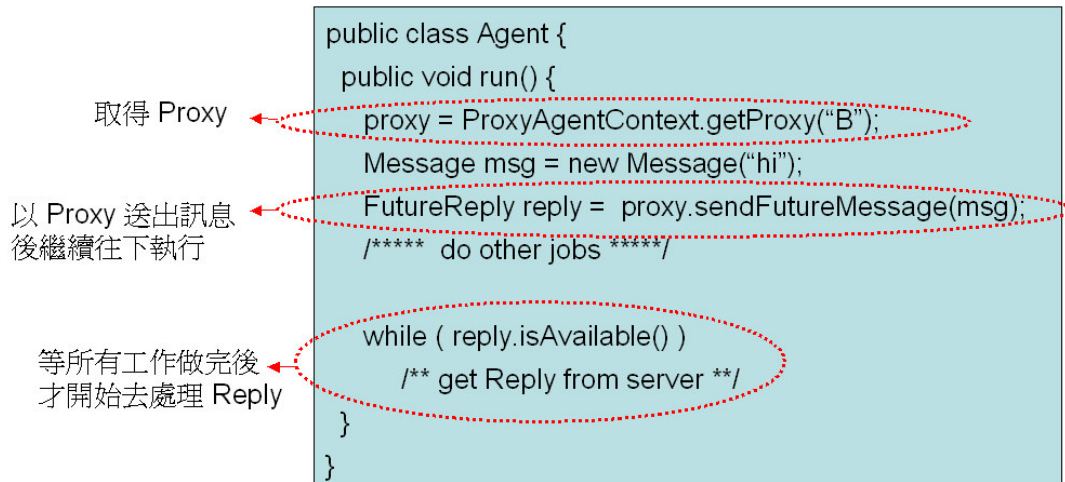 public class Agent {
public void run() {
取得 Proxy
proxy = ProxyAgentContext.getProxy(“B”);
Message msg = new Message(“hi”);
以 Proxy 送出訊息
後繼續往下執行
FutureReply reply = proxy.sendFutureMessage(msg);
/***** do other jobs *****/
while ( reply.isAvailable() )
等所有工作做完後
才開始去處理 Reply
/** get Reply from server **/
}
}